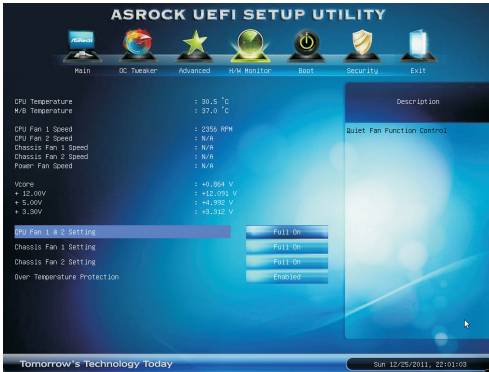 ASROCK UEFI SETUP UTILITY
ASRock
Main OC Tweaker Advanced H/W Monitor Boot Security Exit
Description
Quiet Fan Function Control
CPU Temperature : 30.5 °C
M/B Temperature : 37.0 °C
CPU Fan 1 Speed : 2356 RPM
CPU Fan 2 Speed : N/A
Chassis Fan 1 Speed : N/A
Chassis Fan 2 Speed : N/A
Power Fan Speed : N/A
Vcore : +0.864 V
+ 12.00V : +12.091 V
+ 5.00V : +4.992 V
+ 3.30V : +3.312 V
CPU Fan 1 & 2 Setting Full On
Chassis Fan 1 Setting Full On
Chassis Fan 2 Setting Full On
Over Temperature Protection Enabled
Tomorrow's Technology Today
Sun 12/25/2011, 22:01:03